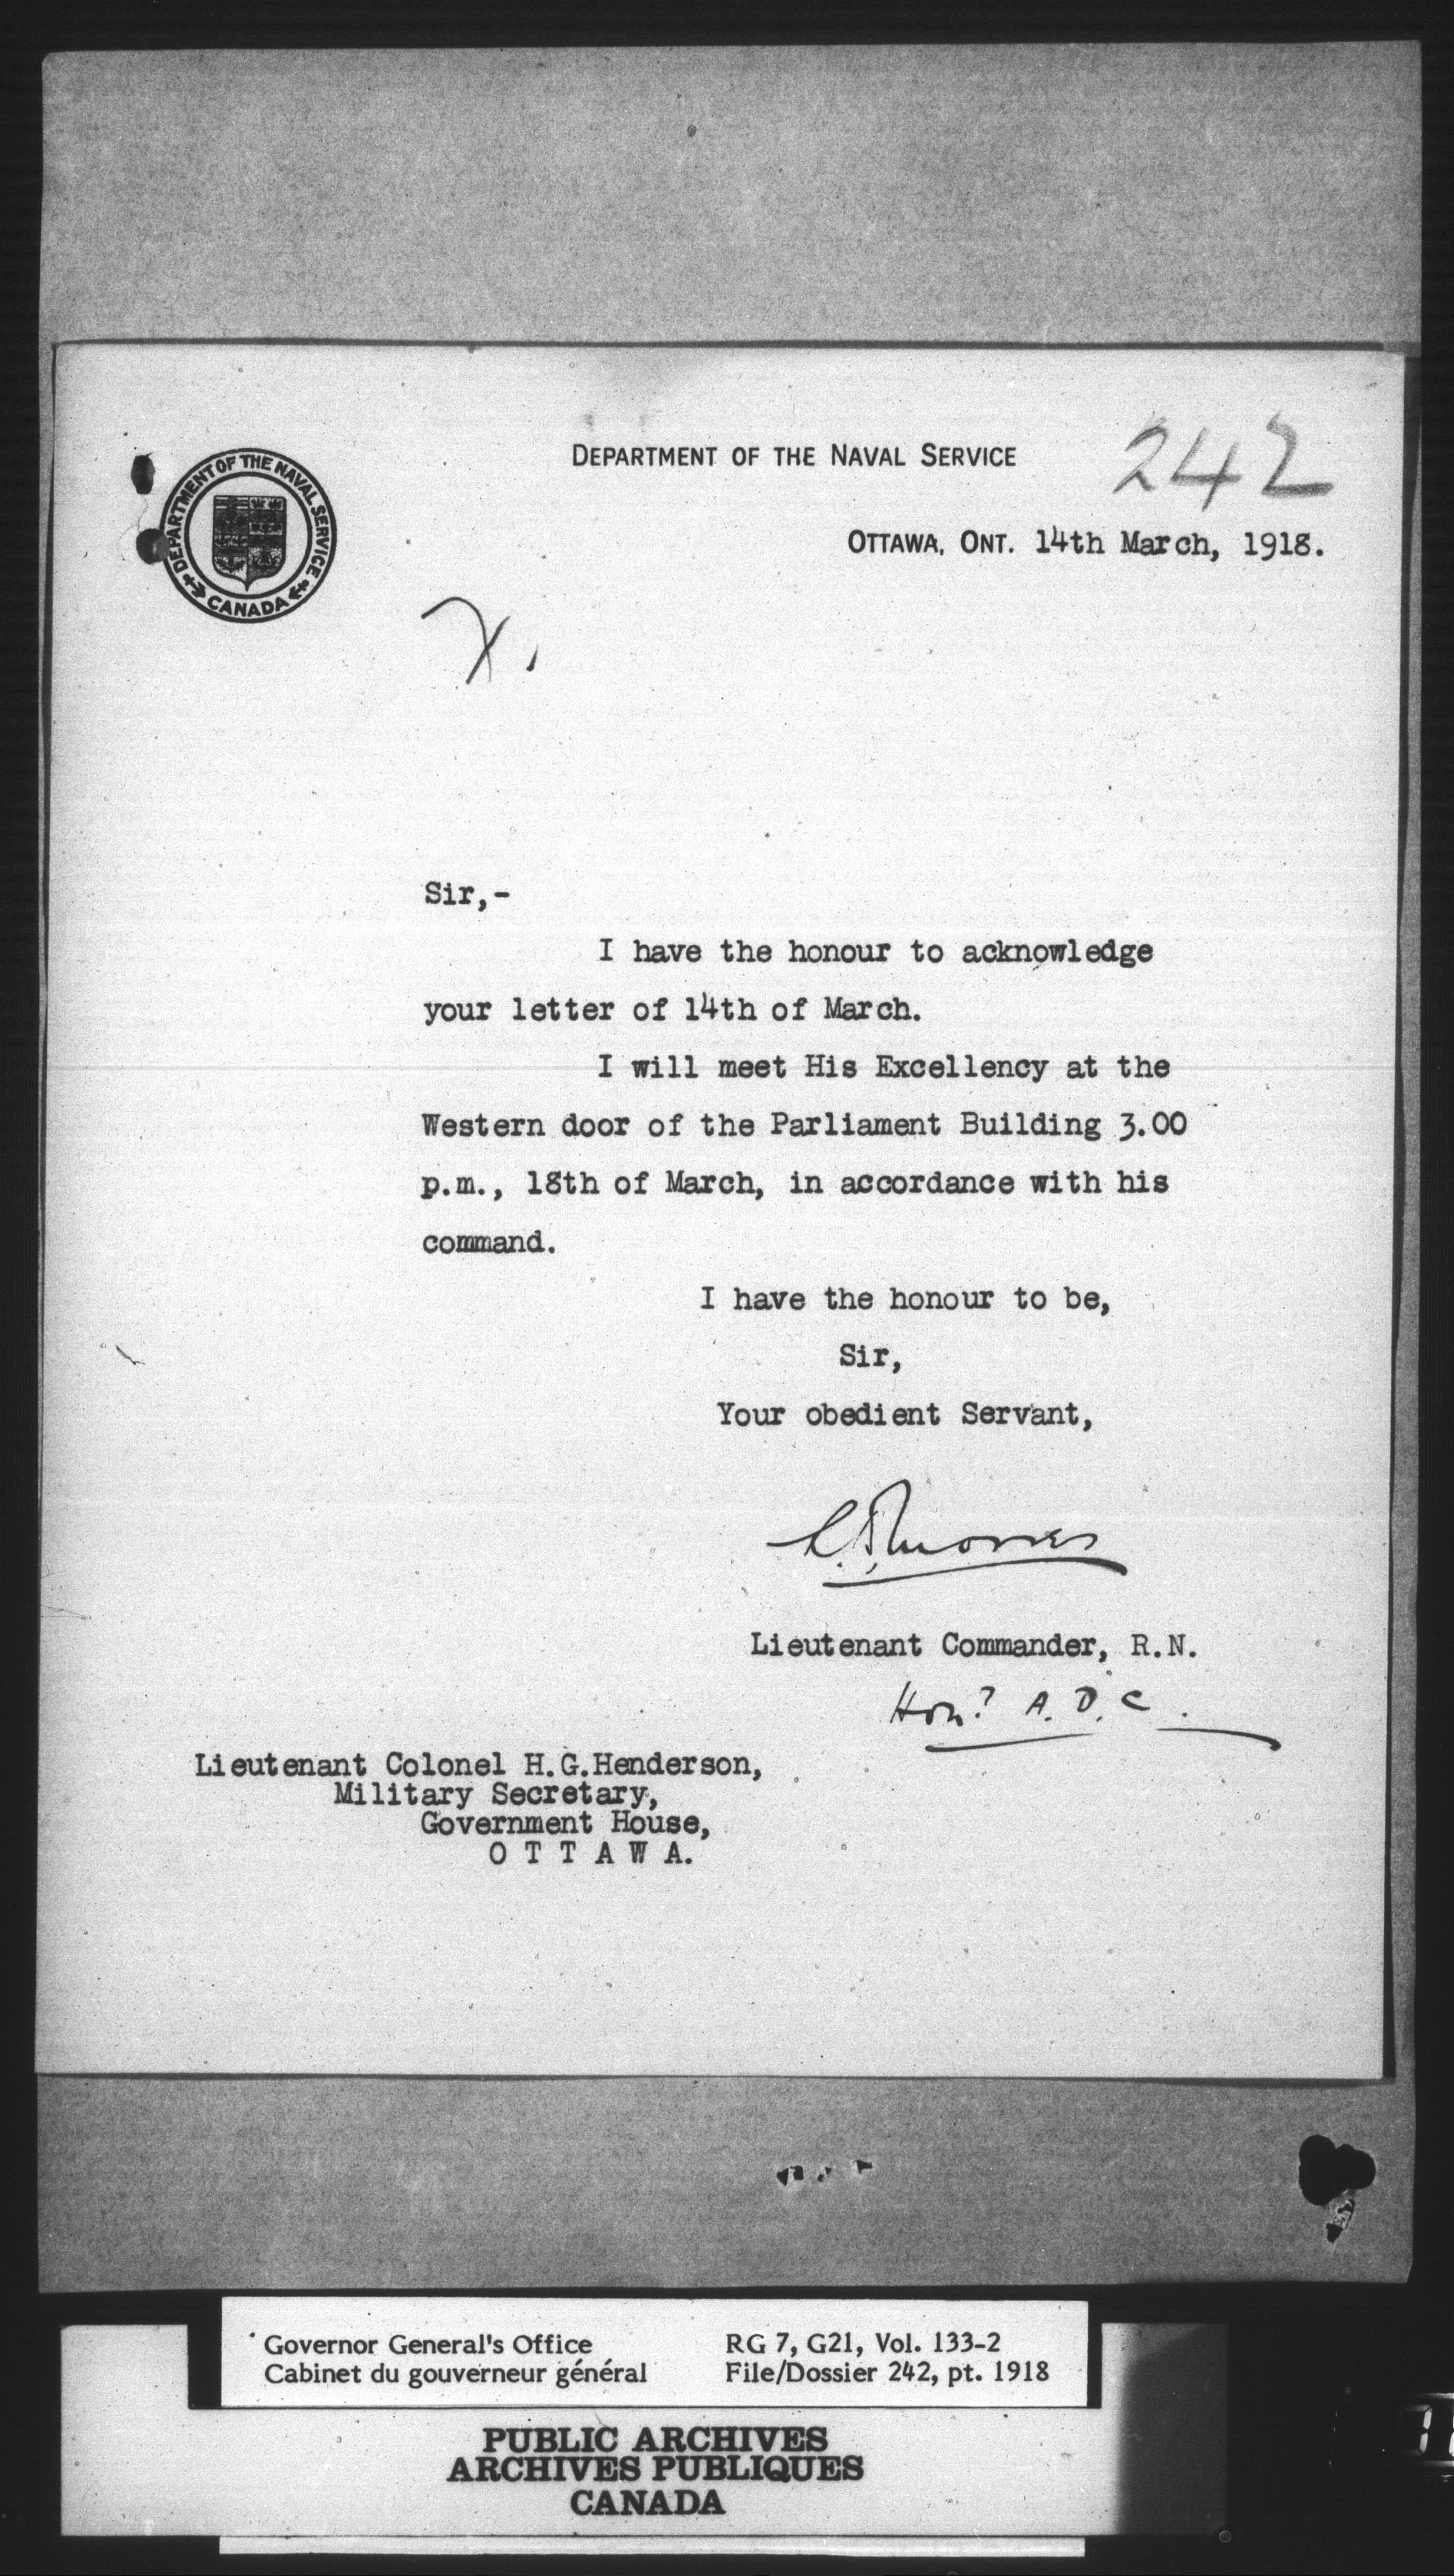 DEPARTMENT OF THE NAVAL SERVICE
242
DEPARTMENT OF THE NAVAL SERVICE
CANADA
OTTAWA, ONT. 14th March, 1918.
Sir,-
I have the honour to acknowledge
your letter of 14th of March.
I will meet His Excellency at the
Western door of the Parliament Building 3.00
p.m., 18th of March, in accordance with his
command.
I have the honour to be,
Sir,
Your obedient Servant,
Lieutenant Commander, R.N.
Hon? A.D.C.
Lieutenant Colonel H.G.Henderson,
Military Secretary,
Government House,
O T T A W A.
Governor General's Office
Cabinet du gouverneur général
RG 7, G21, Vol. 133-2
File/Dossier 242, pt. 1918
PUBLIC ARCHIVES
ARCHIVES PUBLIQUES
CANADA